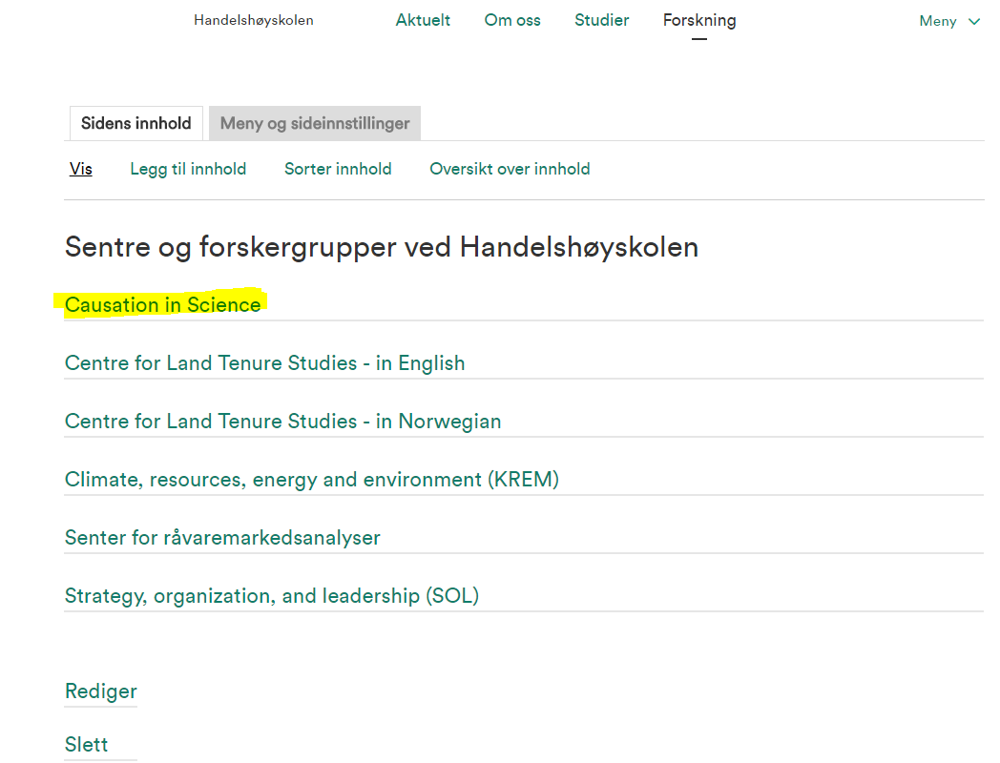 Handelshøyskolen Aktuelt Om oss Studier Forskning Meny
Sidens innhold Meny og sideinnstillinger
Vis Legg til innhold Sorter innhold Oversikt over innhold
Sentre og forskergrupper ved Handelshøyskolen
Causation in Science
Centre for Land Tenure Studies - in English
Centre for Land Tenure Studies - in Norwegian
Climate, resources, energy and environment (KREM)
Senter for råvaremarkedsanalyser
Strategy, organization, and leadership (SOL)
Rediger
Slett